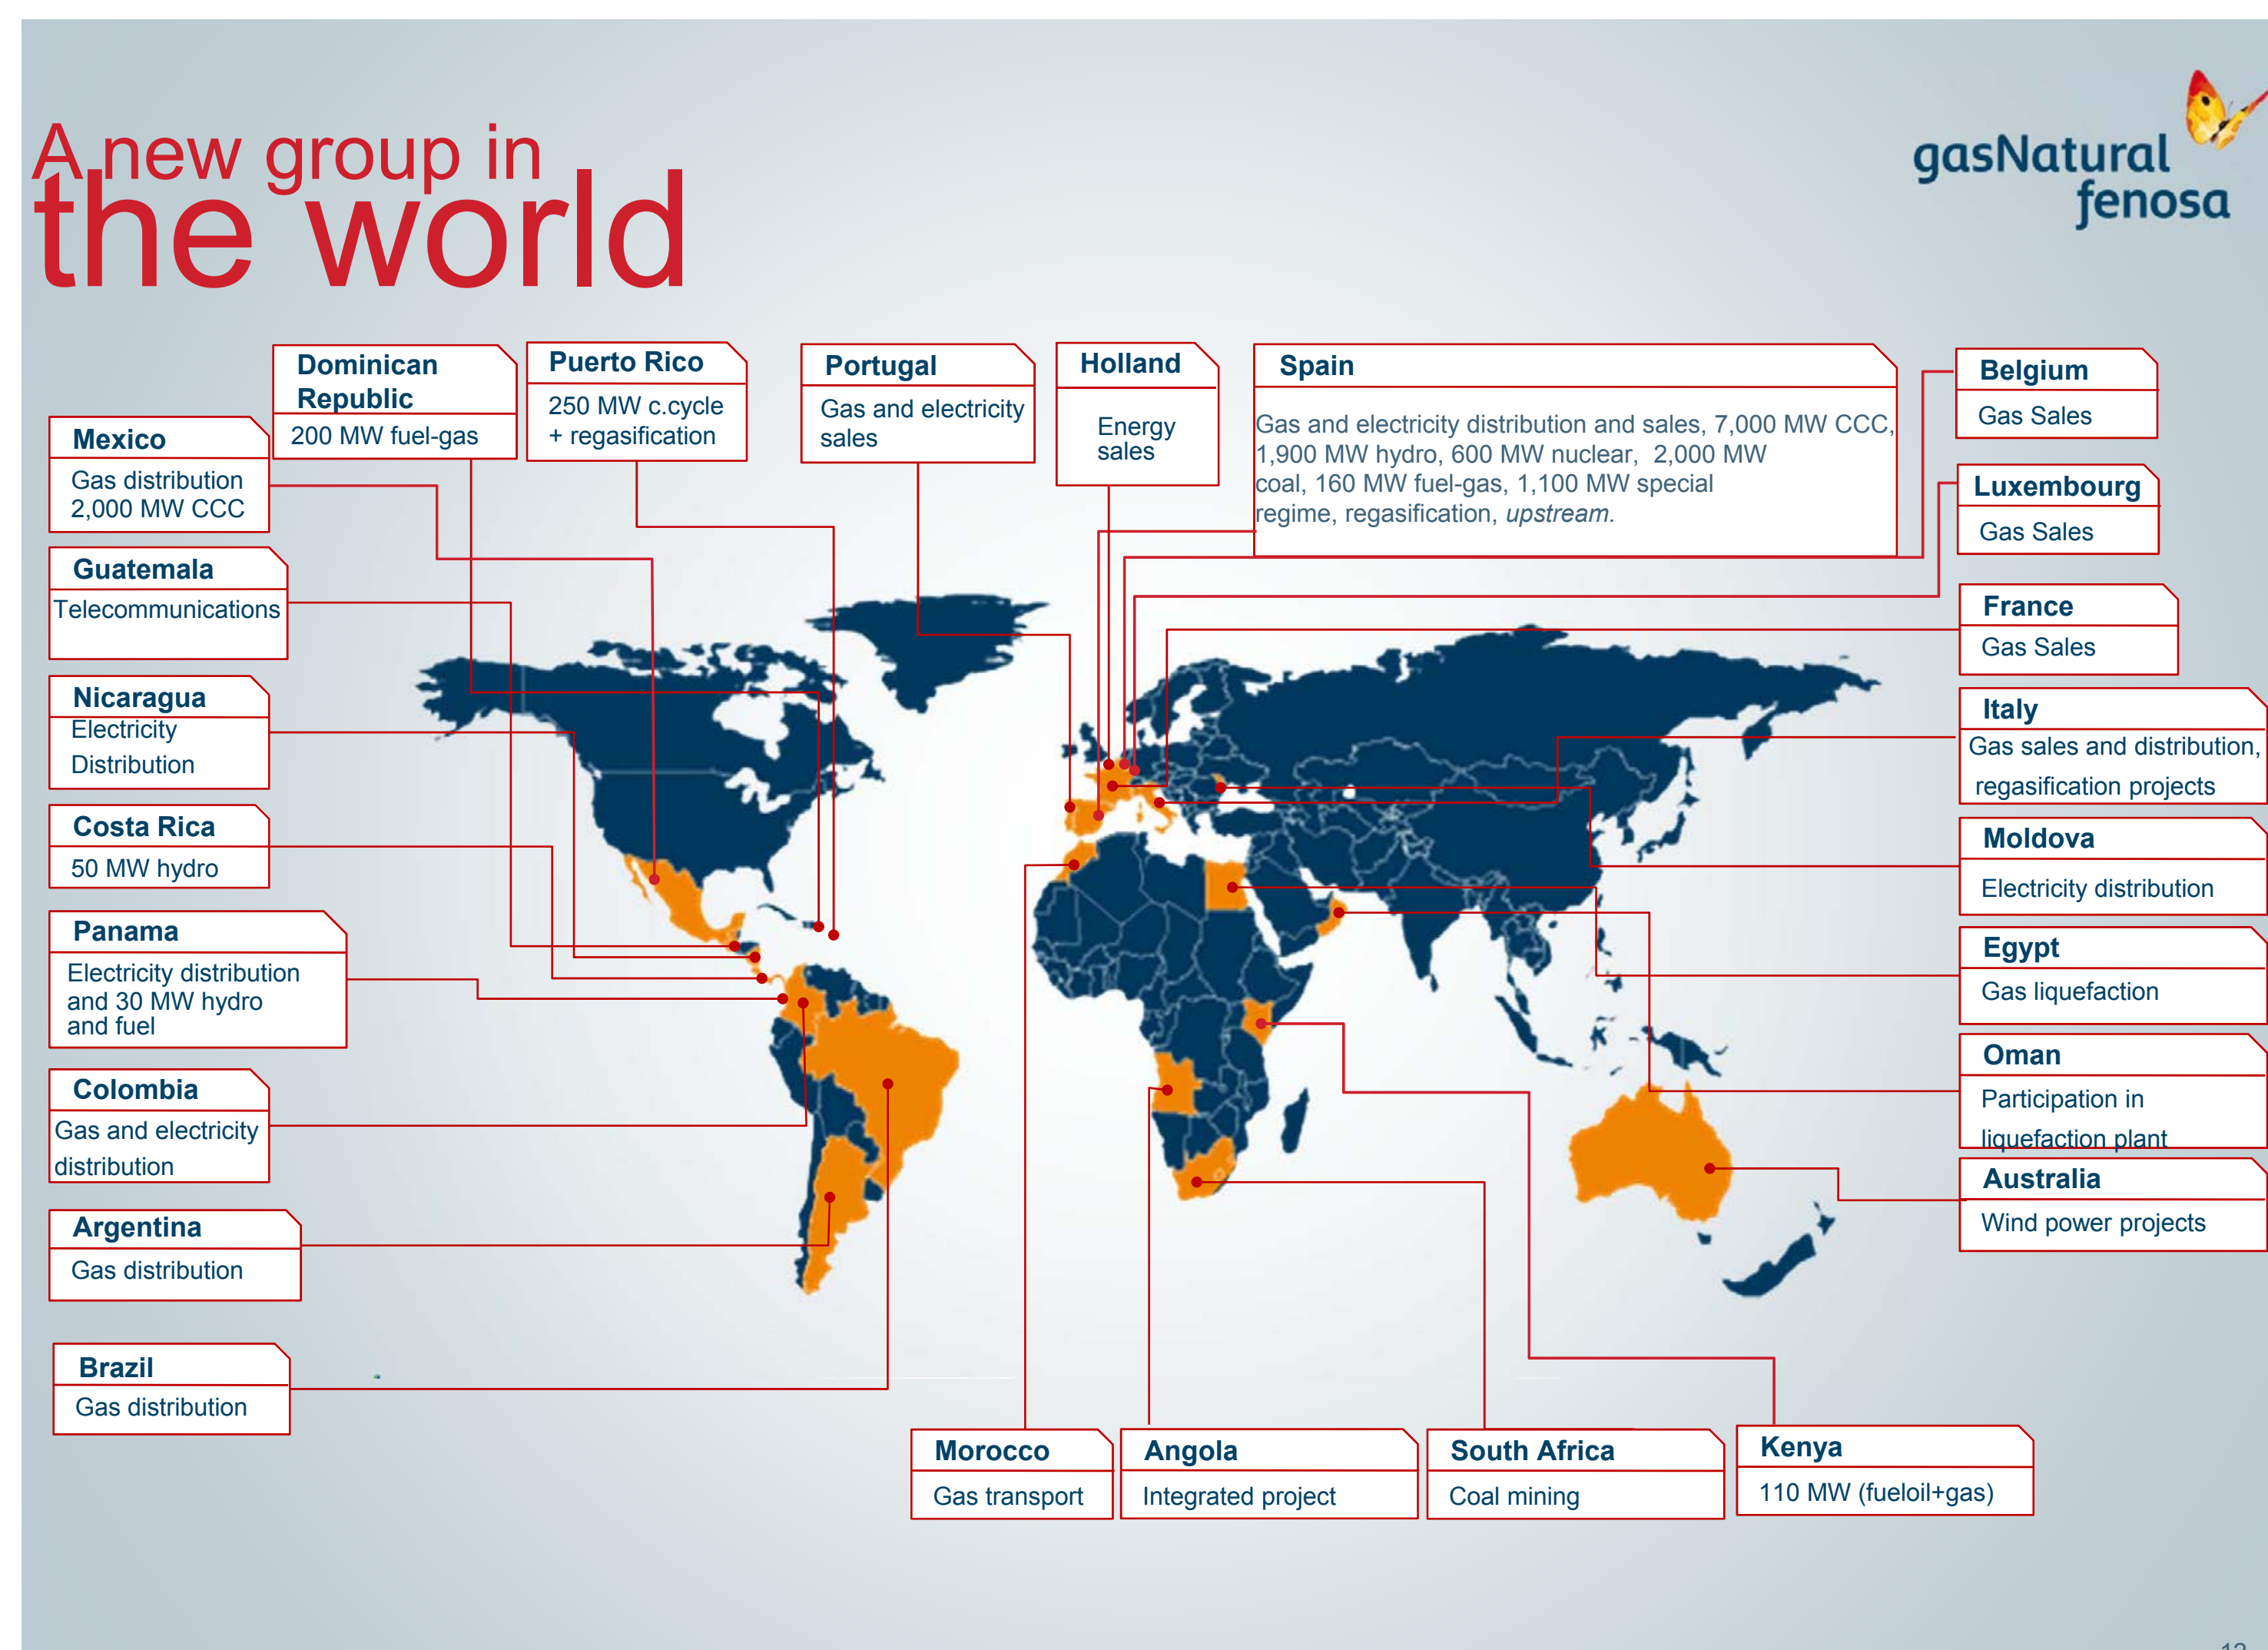 A new group in
the world
gasNatural
fenosa
Dominican
Republic
200 MW fuel-gas
Puerto Rico
250 MW c.cycle
+ regasification
Portugal
Gas and electricity
sales
Holland
Energy
sales
Spain
Gas and electricity distribution and sales, 7,000 MW CCC,
1,900 MW hydro, 600 MW nuclear, 2,000 MW
coal, 160 MW fuel-gas, 1,100 MW special
regime, regasification, upstream.
Belgium
Gas Sales
Luxembourg
Gas Sales
France
Gas Sales
Italy
Gas sales and distribution,
regasification projects
Moldova
Electricity distribution
Egypt
Gas liquefaction
Oman
Participation in
liquefaction plant
Australia
Wind power projects
Mexico
Gas distribution
2,000 MW CCC
Guatemala
Telecommunications
Nicaragua
Electricity
Distribution
Costa Rica
50 MW hydro
Panama
Electricity distribution
and 30 MW hydro
and fuel
Colombia
Gas and electricity
distribution
Argentina
Gas distribution
Brazil
Gas distribution
Morocco
Gas transport
Angola
Integrated project
South Africa
Coal mining
Kenya
110 MW (fueloil+gas)